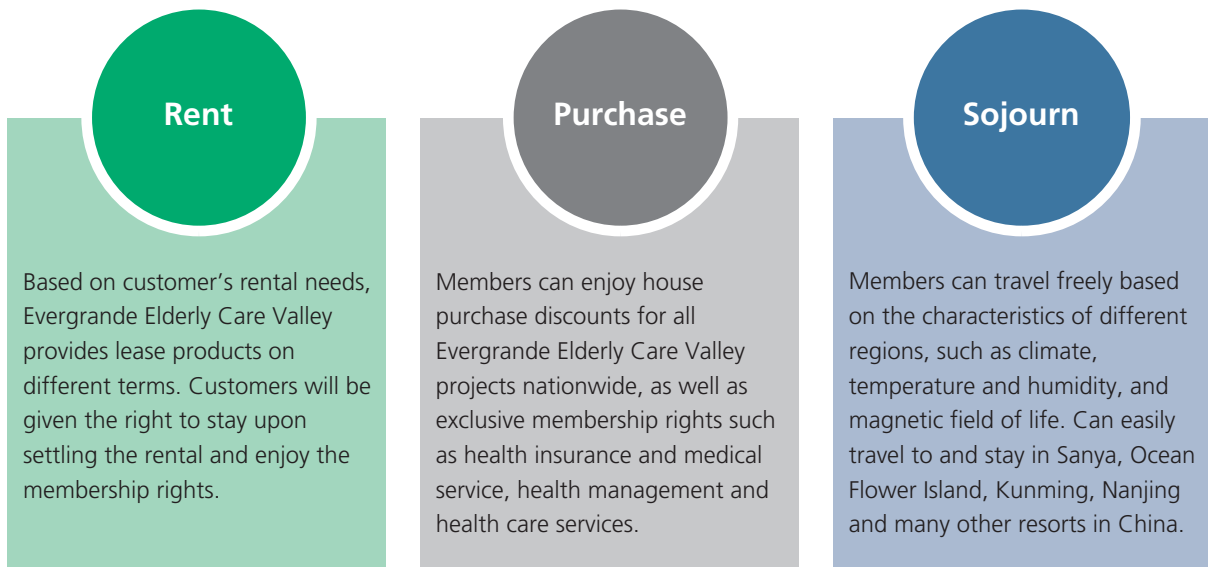 Rent
Based on customer’s rental needs,
Evergrande Elderly Care Valley
provides lease products on
different terms. Customers will be
given the right to stay upon
settling the rental and enjoy the
membership rights.
Purchase
Members can enjoy house
purchase discounts for all
Evergrande Elderly Care Valley
projects nationwide, as well as
exclusive membership rights such
as health insurance and medical
service, health management and
health care services.
Sojourn
Members can travel freely based
on the characteristics of different
regions, such as climate,
temperature and humidity, and
magnetic field of life. Can easily
travel to and stay in Sanya, Ocean
Flower Island, Kunming, Nanjing
and many other resorts in China.